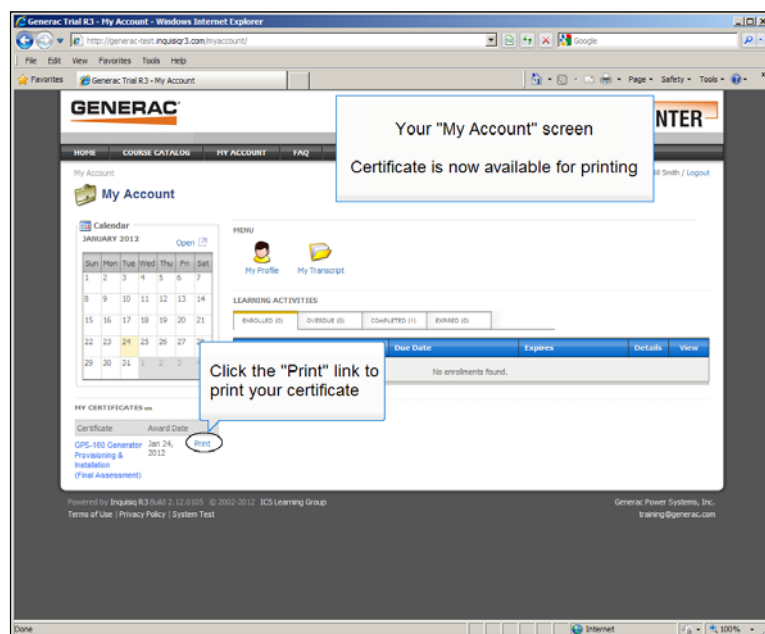 Generac Trial R3 - My Account - Windows Internet Explorer
http://generac-test.inquisiqr3.com/myaccount/
Google
File Edit View Favorites Tools Help
Favorites Generac Trial R3 - My Account Page Safety Tools
GENERAC
NTER
Your "My Account" screen
Certificate is now available for printing
HOME COURSE CATALOG MY ACCOUNT FAQ
My Account
Smith / Logout
My Account
Calendar
JANUARY 2012 Open
Sun Mon Tue Wed Thu Fri Sat
1 2 3 4 5 6 7
8 9 10 11 12 13 14
15 16 17 18 19 20 21
22 23 24 25 26 27 28
29 30 31 1 2 3
MENU
My Profile My Transcript
LEARNING ACTIVITIES
ENROLLED (0) OVERDUE (0) COMPLETED (1) EXPIRED (0)
Due Date Expires Details View
No enrollments found.
Click the "Print" link to
print your certificate
MY CERTIFICATES
Certificate Award Date
GPS-160 Generator Jan 24, Print
Provisioning & 2012
Installation
(Final Assessment)
Powered by Inquisiq R3 Build 2.12.0105 © 2002-2012 ICS Learning Group
Terms of Use | Privacy Policy | System Test
Generac Power Systems, Inc.
training@generac.com
Done Internet 100%